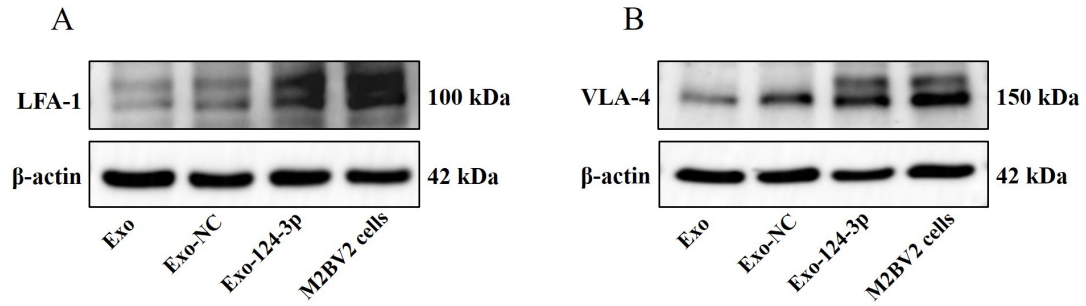 A
LFA-1
100 kDa
β-actin
42 kDa
Exo
Exo-NC
Exo-124-3p
M2BV2 cells
B
VLA-4
150 kDa
β-actin
42 kDa
Exo
Exo-NC
Exo-124-3p
M2BV2 cells